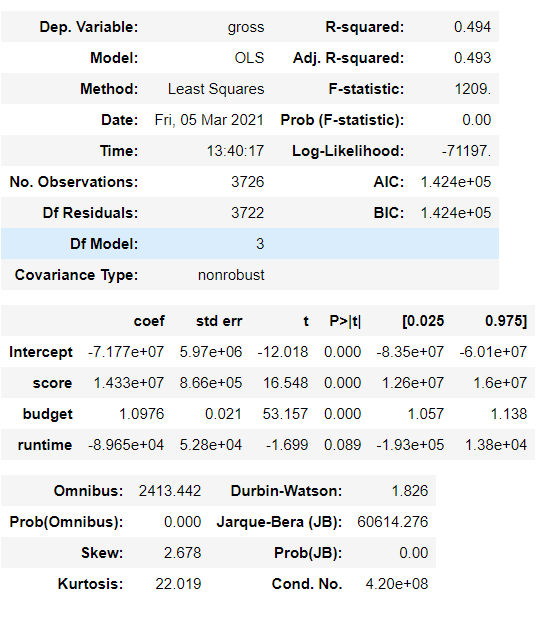 Dep. Variable: gross R-squared: 0.494
Model: OLS Adj. R-squared: 0.493
Method: Least Squares F-statistic: 1209.
Date: Fri, 05 Mar 2021 Prob (F-statistic): 0.00
Time: 13:40:17 Log-Likelihood: -71197.
No. Observations: 3726 AIC: 1.424e+05
Df Residuals: 3722 BIC: 1.424e+05
Df Model: 3
Covariance Type: nonrobust
coef std err t P>|t| [0.025 0.975]
Intercept -7.177e+07 5.97e+06 -12.018 0.000 -8.35e+07 -6.01e+07
score 1.433e+07 8.66e+05 16.548 0.000 1.26e+07 1.6e+07
budget 1.0976 0.021 53.157 0.000 1.057 1.138
runtime -8.965e+04 5.28e+04 -1.699 0.089 -1.93e+05 1.38e+04
Omnibus: 2413.442 Durbin-Watson: 1.826
Prob(Omnibus): 0.000 Jarque-Bera (JB): 60614.276
Skew: 2.678 Prob(JB): 0.00
Kurtosis: 22.019 Cond. No. 4.20e+08